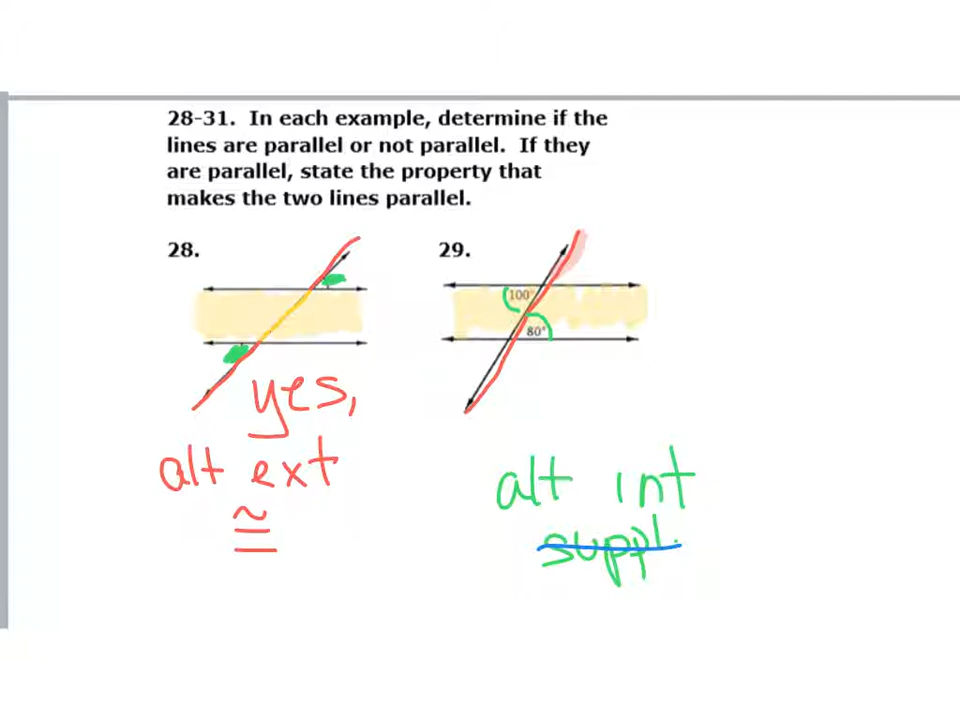 28-31. In each example, determine if the
lines are parallel or not parallel. If they
are parallel, state the property that
makes the two lines parallel.
28.
29.
100°
80°
yes,
alt ext
≅
alt int
suppl.